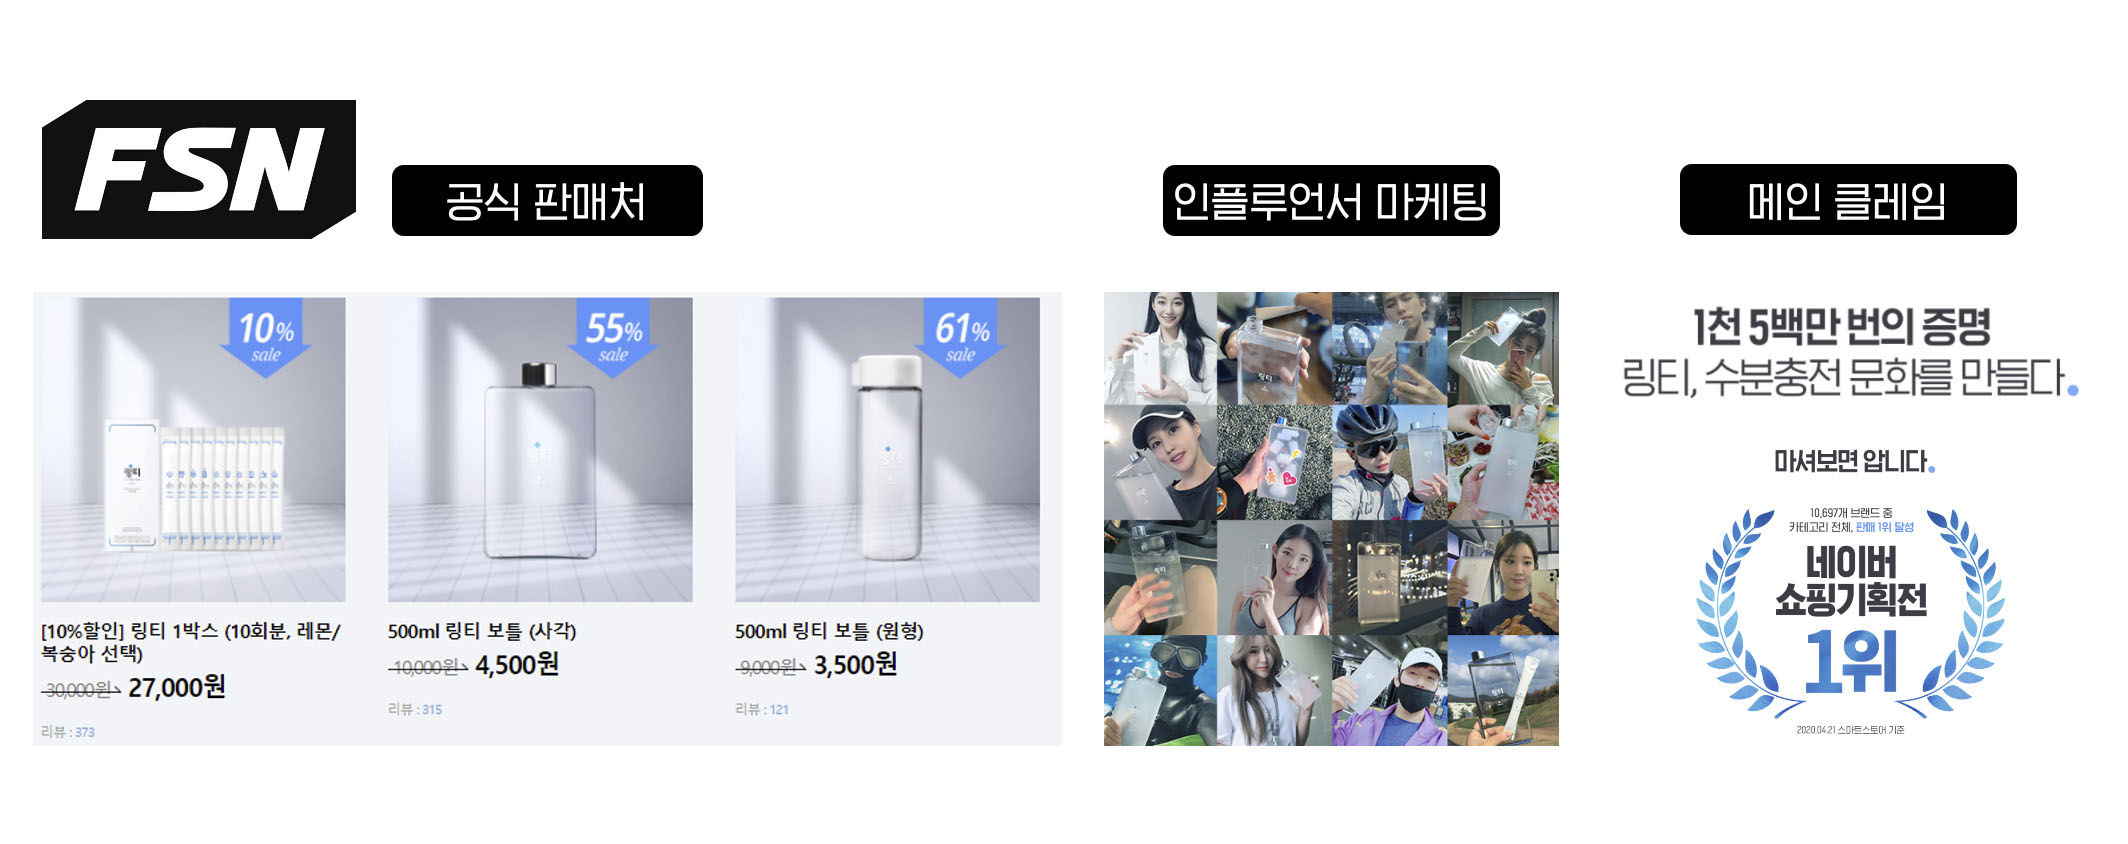 FSN
공식 판매처
인플루언서 마케팅
메인 클레임
10%
sale
55%
sale
61%
sale
링티
링티
링티
[10%할인] 링티 1박스 (10회분, 레몬/
복숭아 선택)
30,000원
27,000원
리뷰 : 373
500ml 링티 보틀 (사각)
10,000원
4,500원
리뷰 : 315
500ml 링티 보틀 (원형)
9,000원
3,500원
리뷰 : 121
링티
1천 5백만 번의 증명
링티, 수분충전 문화를 만들다.
마셔보면 압니다.
10,697개 브랜드 중
카테고리 전체, 판매 1위 달성
네이버
쇼핑기획전
1위
2020.04.21 스마트스토어 기준